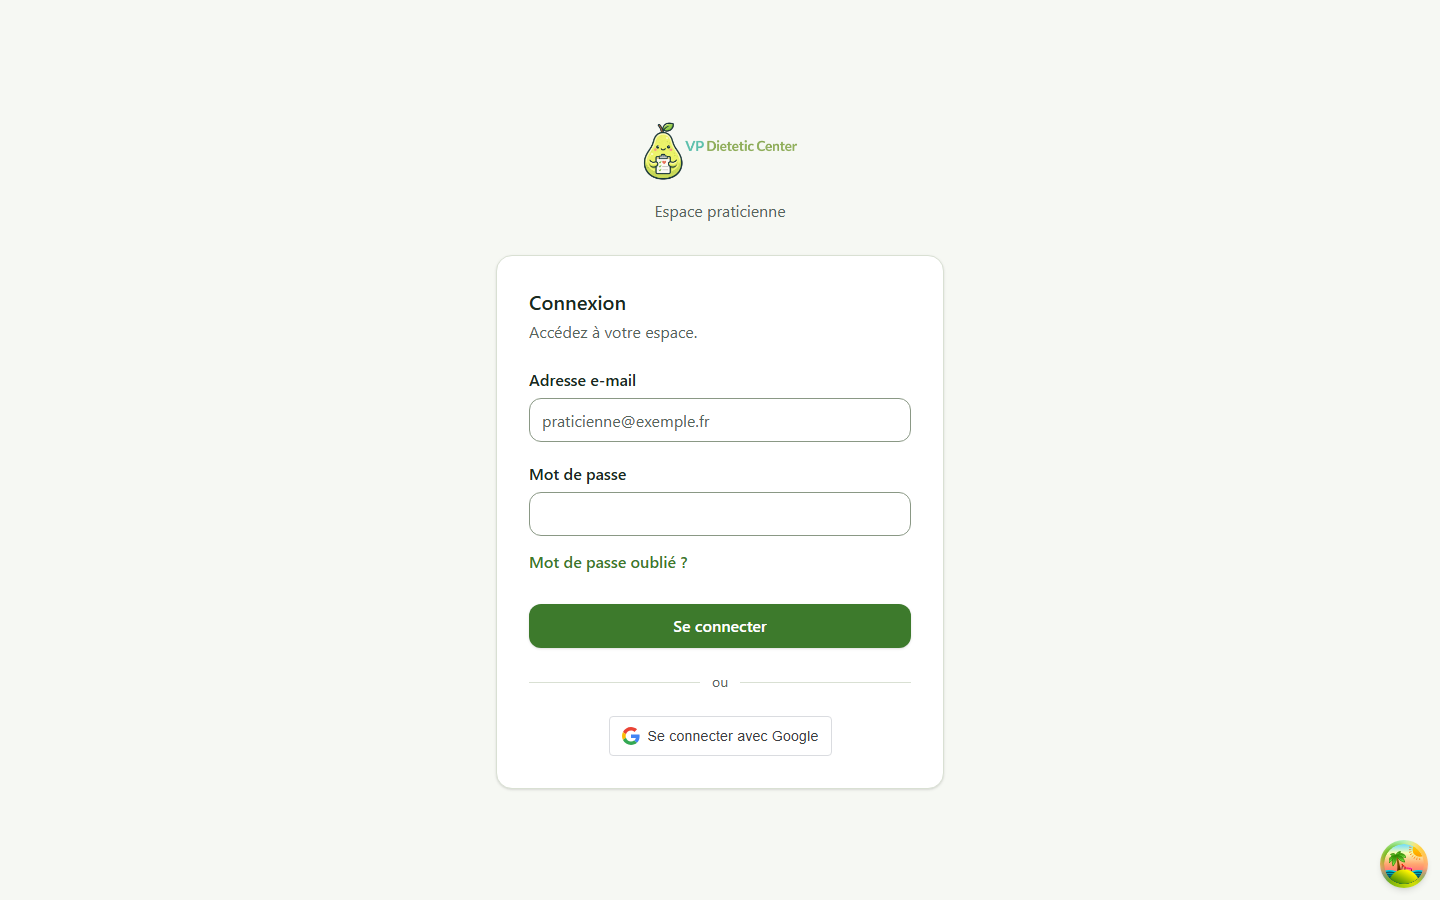 VP Dietetic Center
Espace praticienne
Connexion
Accédez à votre espace.
Adresse e-mail
praticienne@exemple.fr
Mot de passe
Mot de passe oublié ?
Se connecter
ou
Se connecter avec Google